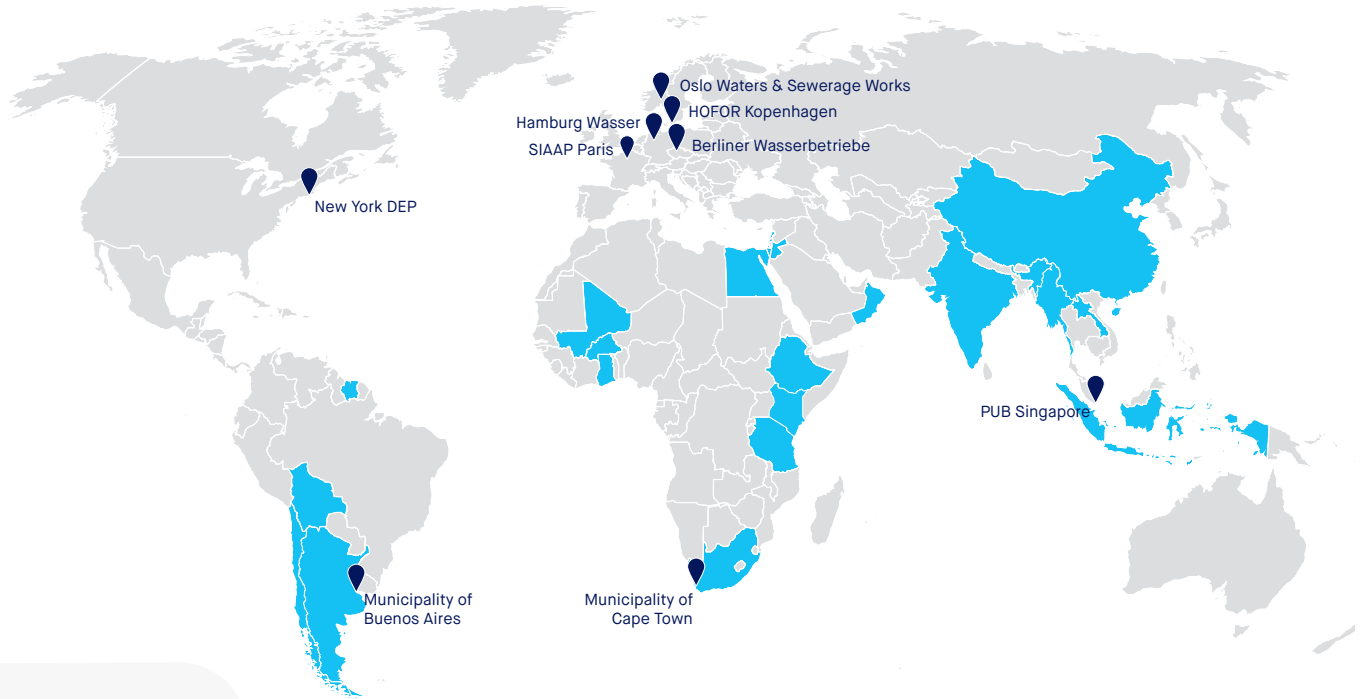 Oslo Waters & Sewerage Works
HOFOR Kopenhagen
Hamburg Wasser
Berliner Wasserbetriebe
SIAAP Paris
New York DEP
PUB Singapore
Municipality of
Buenos Aires
Municipality of
Cape Town